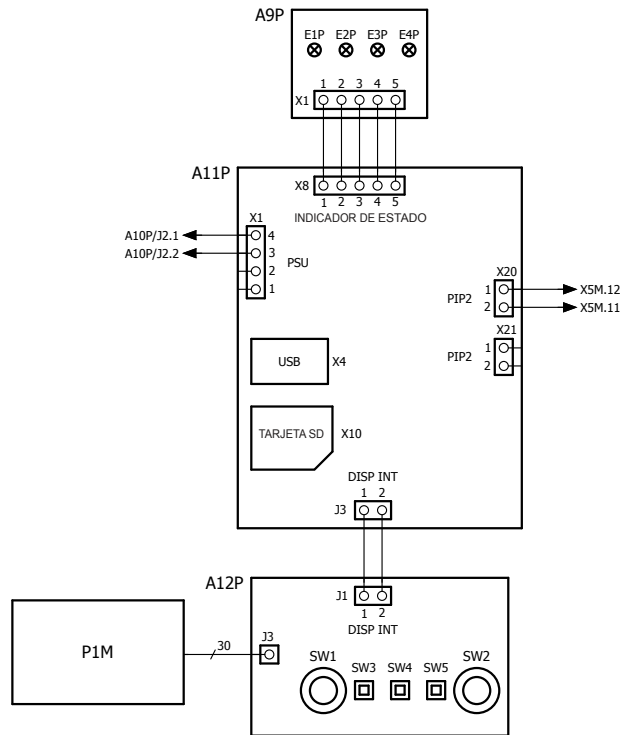 A9P
E1P E2P E3P E4P
1 2 3 4 5
X1
A11P
X8
1 2 3 4 5
INDICADOR DE ESTADO
X1
A10P/J2.1
4
A10P/J2.2
3
PSU
2
1
X20
1
X5M.12
PIP2
2
X5M.11
X21
1
PIP2
2
USB
X4
TARJETA SD
X10
DISP INT
1 2
J3
A12P
J1
1 2
DISP INT
P1M
30
J3
SW1
SW3 SW4 SW5
SW2